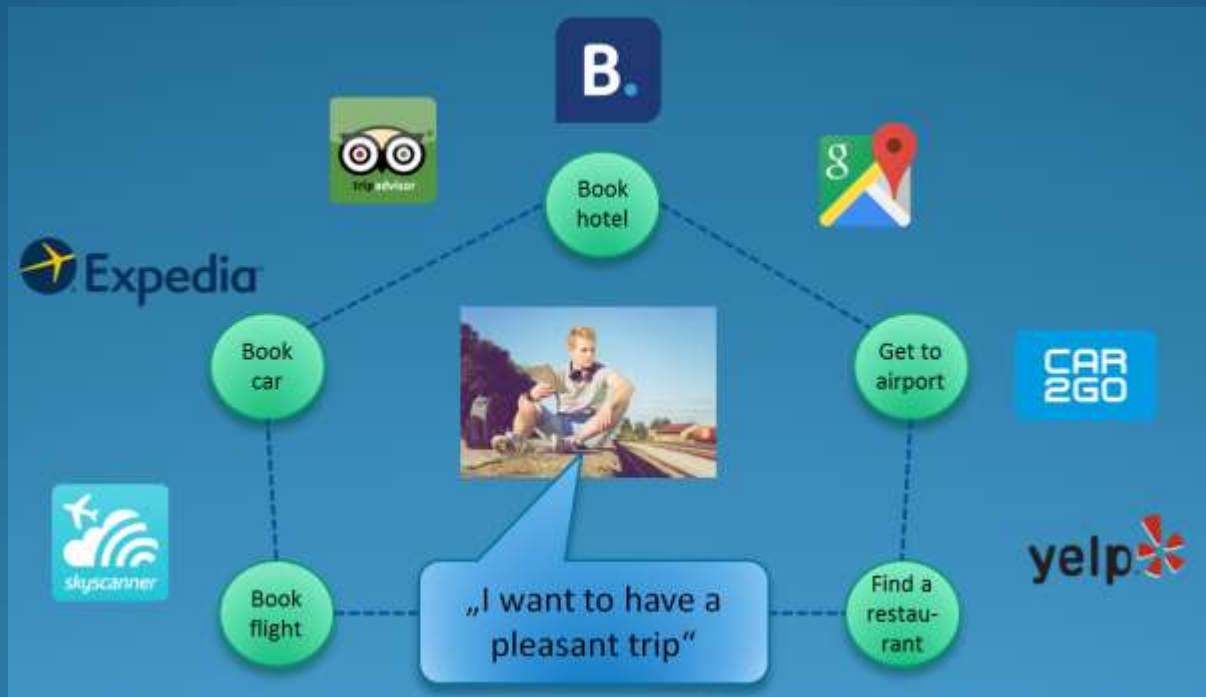 B.
tripadvisor
g
Book
hotel
Expedia
Book
car
Get to
airport
CAR
2GO
skyscanner
yelp
Book
flight
„I want to have a
pleasant trip“
Find a
restau-
rant